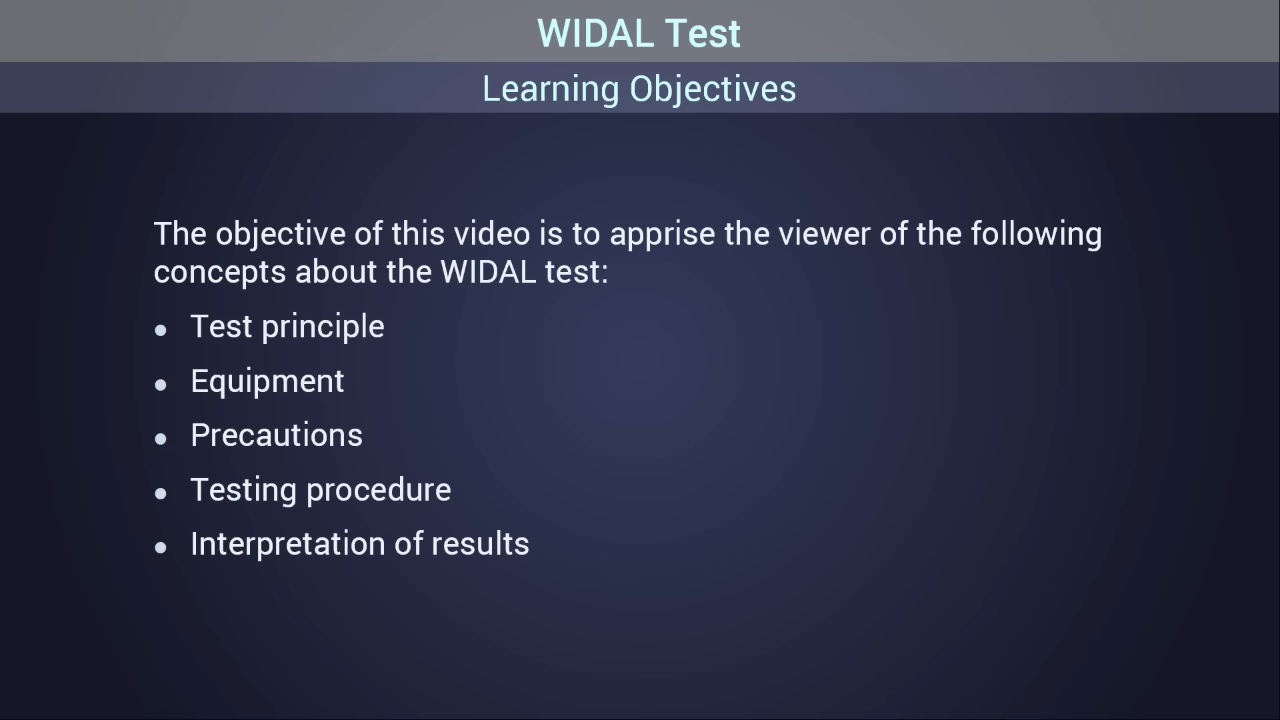 WIDAL Test
Learning Objectives
The objective of this video is to apprise the viewer of the following
concepts about the WIDAL test:
● Test principle
● Equipment
● Precautions
● Testing procedure
● Interpretation of results